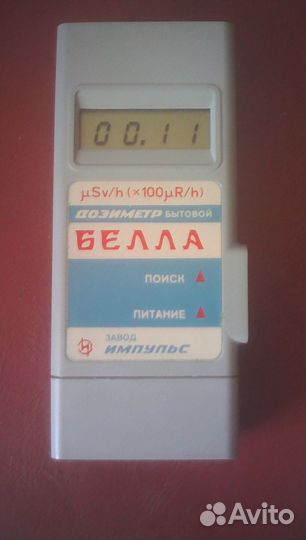 00.11
µSv/h (×100µR/h)
ДОЗИМЕТР БЫТОВОЙ
БЕЛЛА
ПОИСК
ПИТАНИЕ
ЗАВОД
ИМПУЛЬС
Avito